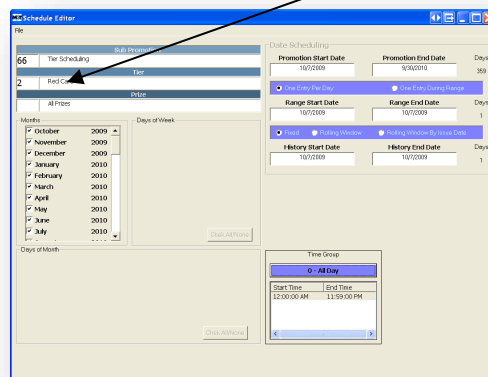 Schedule Editor
File
Sub Promotion
66 Tier Scheduling
Tier
2 Red Card
Prize
All Prizes
Months
October 2009
November 2009
December 2009
January 2010
February 2010
March 2010
April 2010
May 2010
June 2010
July 2010
Days of Week
Chek All/None
Days of Month
Chek All/None
Date Scheduling
Promotion Start Date Promotion End Date Days
10/7/2009 9/30/2010 359
One Entry Per Day One Entry During Range
Range Start Date Range End Date Days
10/7/2009 10/7/2009 1
Fixed Rolling Window Rolling Window By Issue Date
History Start Date History End Date Days
10/7/2009 10/7/2009 1
Time Group
0 - All Day
Start Time End Time
12:00:00 AM 11:59:00 PM